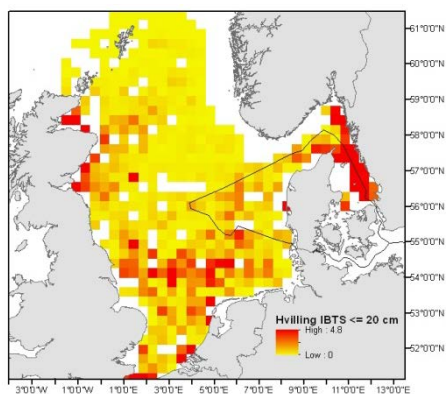 61°0'0"N
60°0'0"N
59°0'0"N
58°0'0"N
57°0'0"N
56°0'0"N
55°0'0"N
54°0'0"N
53°0'0"N
52°0'0"N
Hvilling IBTS <= 20 cm
High : 4.8
Low : 0
3°0'0"W 1°0'0"W 1°0'0"E 3°0'0"E 5°0'0"E 7°0'0"E 9°0'0"E 11°0'0"E 13°0'0"E